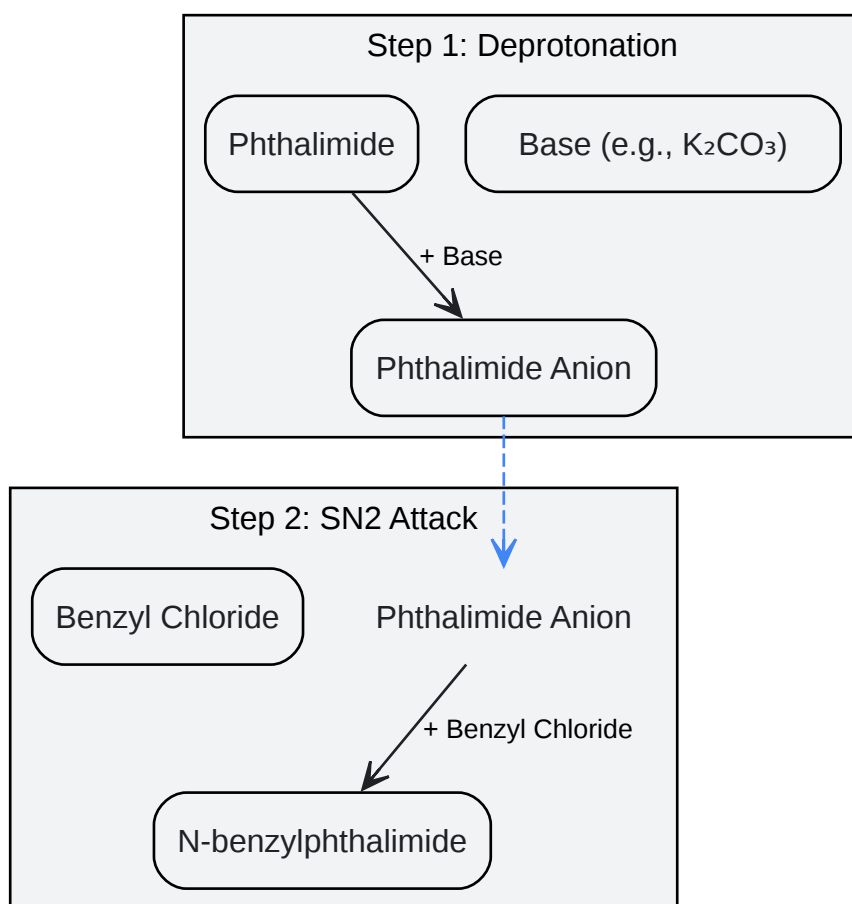 Step 1: Deprotonation
Phthalimide
Base (e.g., K₂CO₃)
+ Base
Phthalimide Anion
Step 2: SN2 Attack
Benzyl Chloride
Phthalimide Anion
+ Benzyl Chloride
N-benzylphthalimide